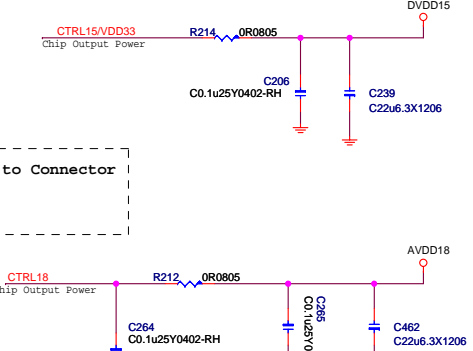 DVDD15
CTRL15/VDD33
R214
0R0805
Chip Output Power
C206
C0.1u25Y0402-RH
C239
C22u6.3X1206
to Connector
AVDD18
CTRL18
R212
0R0805
hip Output Power
C264
C0.1u25Y0402-RH
C265
C0.1u25Y0
C462
C22u6.3X1206